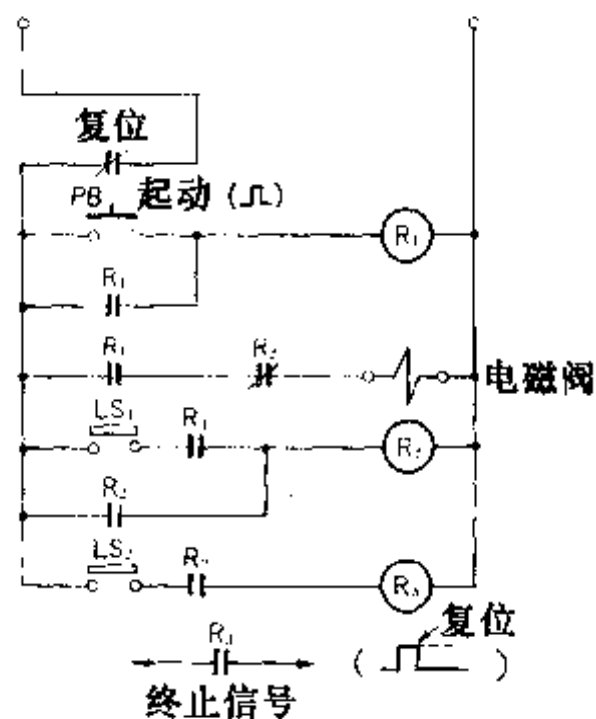 复位
PB 起动 (⎍)
R₁
R₁
R₁ R₂ 电磁阀
LS₁ R₁
R₂
R₂
LS₂ R₂
R₃
R₃ 复位
( )
终止信号